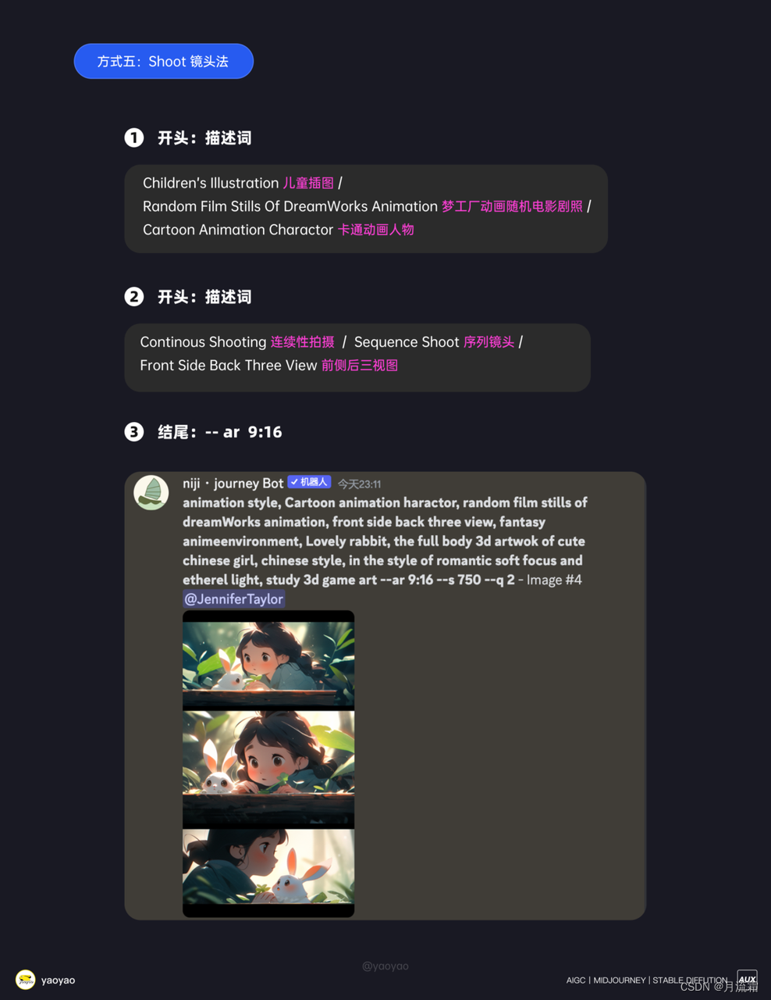 方式五：Shoot 镜头法
1 开头：描述词
Children's Illustration 儿童插图 /
Random Film Stills Of DreamWorks Animation 梦工厂动画随机电影剧照 /
Cartoon Animation Charactor 卡通动画人物
2 开头：描述词
Continous Shooting 连续性拍摄 / Sequence Shoot 序列镜头 /
Front Side Back Three View 前侧后三视图
3 结尾：-- ar 9:16
niji · journey Bot ✓ 机器人 今天23:11
animation style, Cartoon animation haractor, random film stills of
dreamWorks animation, front side back three view, fantasy
animeenvironment, Lovely rabbit, the full body 3d artwok of cute
chinese girl, chinese style, in the style of romantic soft focus and
etherel light, study 3d game art --ar 9:16 --s 750 --q 2 - Image #4
@JenniferTaylor
@yaoyao
yaoyao
AIGC | MIDJOURNEY | STABLE DIFFUTION
AUX
CSDN @月流霜